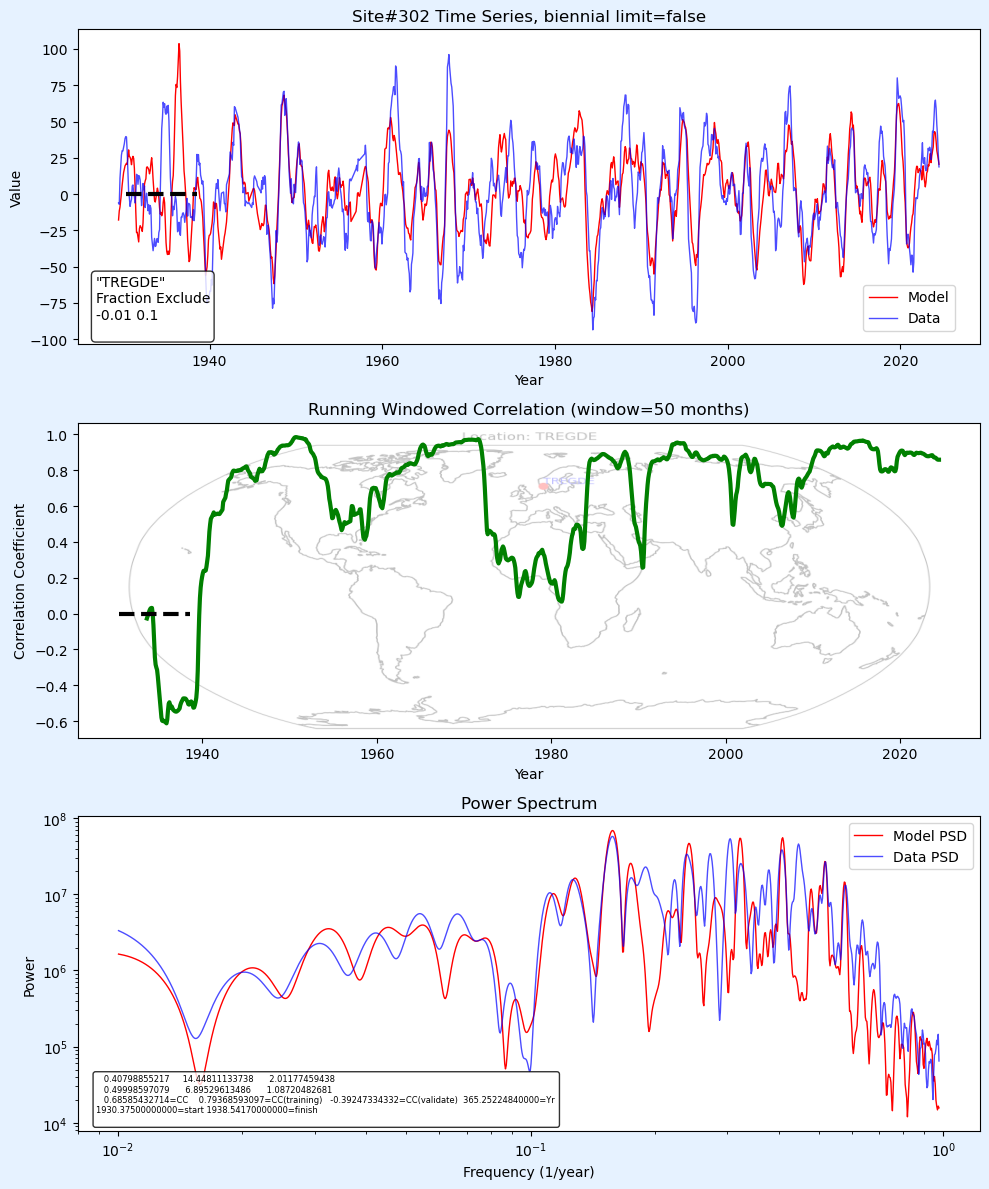 Site#302 Time Series, biennial limit=false
Value
100
75
50
25
0
−25
−50
−75
−100
"TREGDE"
Fraction Exclude
-0.01 0.1
Model
Data
1940 1960 1980 2000 2020
Year
Running Windowed Correlation (window=50 months)
Location: TREGDE
TREGDE
Correlation Coefficient
1.0
0.8
0.6
0.4
0.2
0.0
−0.2
−0.4
−0.6
1940 1960 1980 2000 2020
Year
Power Spectrum
Power
10^8
10^7
10^6
10^5
10^4
Model PSD
Data PSD
0.40798855217 14.44811133738 2.01177459438
0.49998597079 6.89529613486 1.08720482681
0.68585432714=CC 0.79368593097=CC(training) -0.39247334332=CC(validate) 365.25224840000=Yr
1930.37500000000=start 1938.54170000000=finish
10^−2 10^−1 10^0
Frequency (1/year)